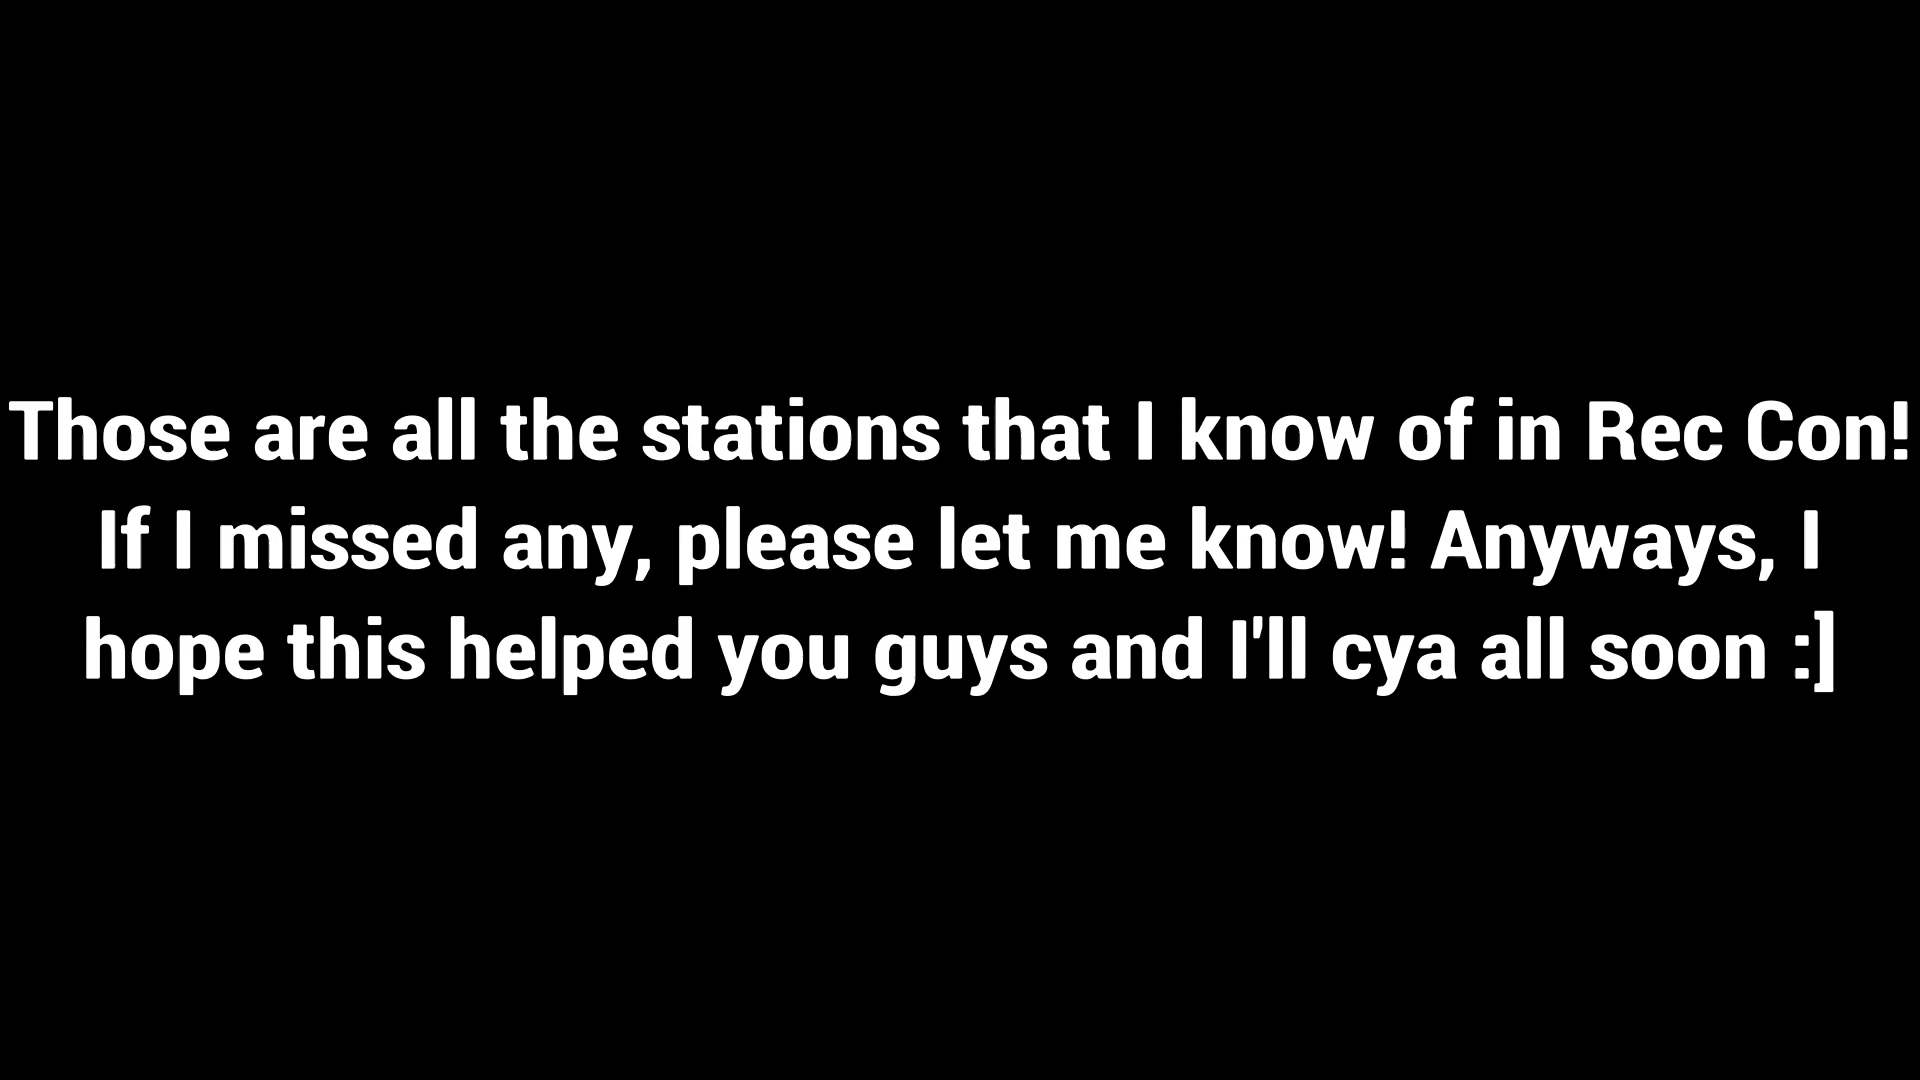 Those are all the stations that I know of in Rec Con!
If I missed any, please let me know! Anyways, I
hope this helped you guys and I'll cya all soon :]